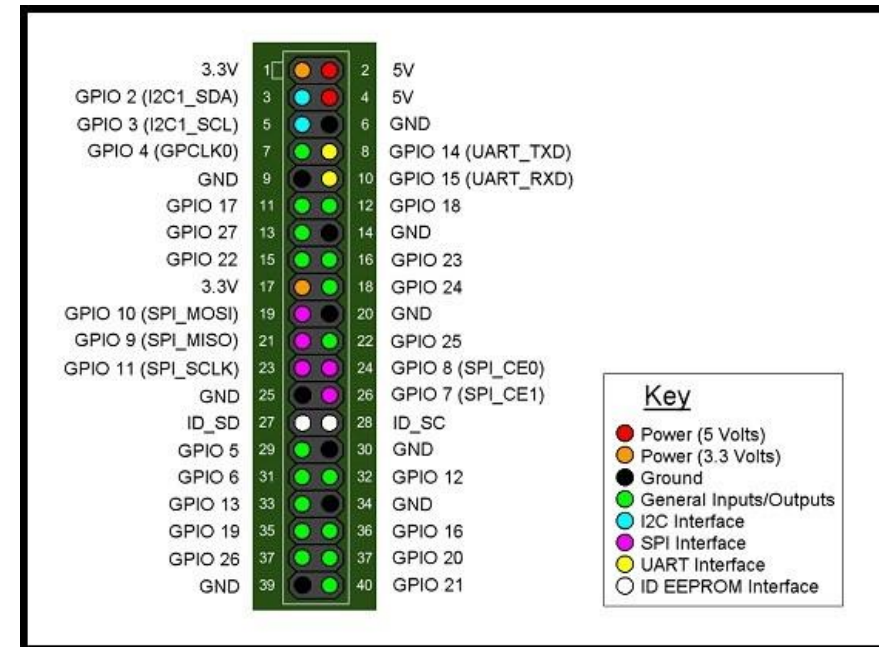 3.3V 1 2 5V
GPIO 2 (I2C1_SDA) 3 4 5V
GPIO 3 (I2C1_SCL) 5 6 GND
GPIO 4 (GPCLK0) 7 8 GPIO 14 (UART_TXD)
GND 9 10 GPIO 15 (UART_RXD)
GPIO 17 11 12 GPIO 18
GPIO 27 13 14 GND
GPIO 22 15 16 GPIO 23
3.3V 17 18 GPIO 24
GPIO 10 (SPI_MOSI) 19 20 GND
GPIO 9 (SPI_MISO) 21 22 GPIO 25
GPIO 11 (SPI_SCLK) 23 24 GPIO 8 (SPI_CE0)
GND 25 26 GPIO 7 (SPI_CE1)
ID_SD 27 28 ID_SC
GPIO 5 29 30 GND
GPIO 6 31 32 GPIO 12
GPIO 13 33 34 GND
GPIO 19 35 36 GPIO 16
GPIO 26 37 37 GPIO 20
GND 39 40 GPIO 21
Key
Power (5 Volts)
Power (3.3 Volts)
Ground
General Inputs/Outputs
I2C Interface
SPI Interface
UART Interface
ID EEPROM Interface